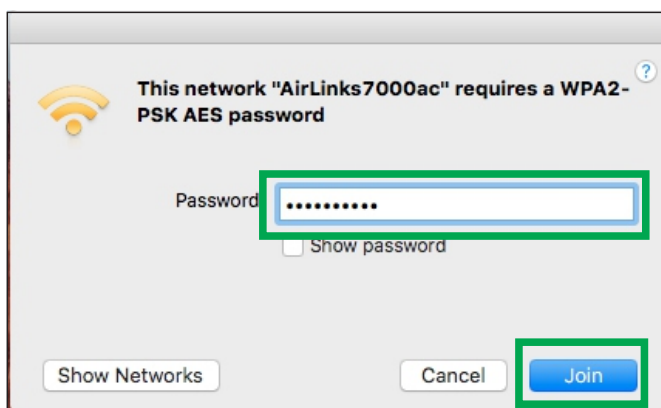 ?
This network "AirLinks7000ac" requires a WPA2-
PSK AES password
Password
••••••••••
Show password
Show Networks
Cancel
Join